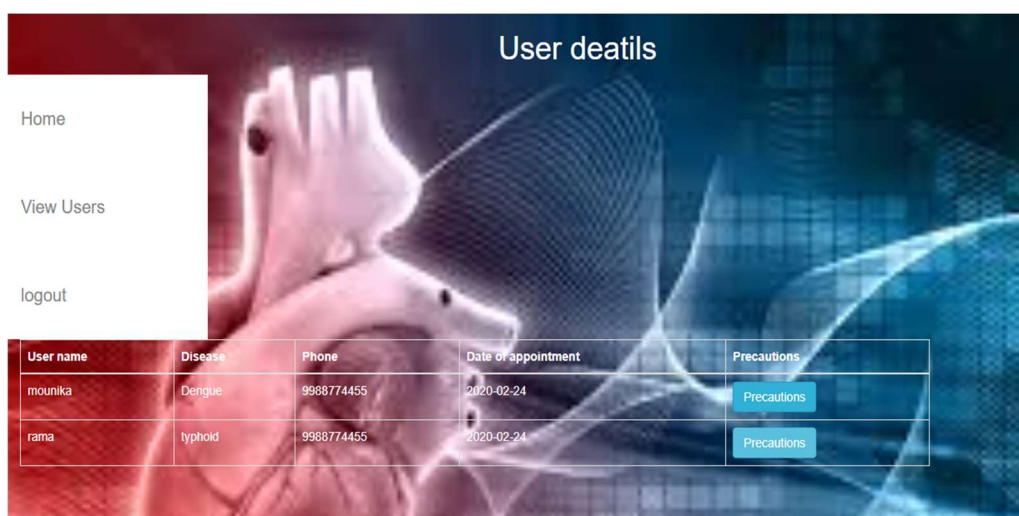 User deatils
Home
View Users
logout
User name Disease Phone Date of appointment Precautions
mounika Dengue 9988774455 2020-02-24 Precautions
rama typhoid 9988774455 2020-02-24 Precautions